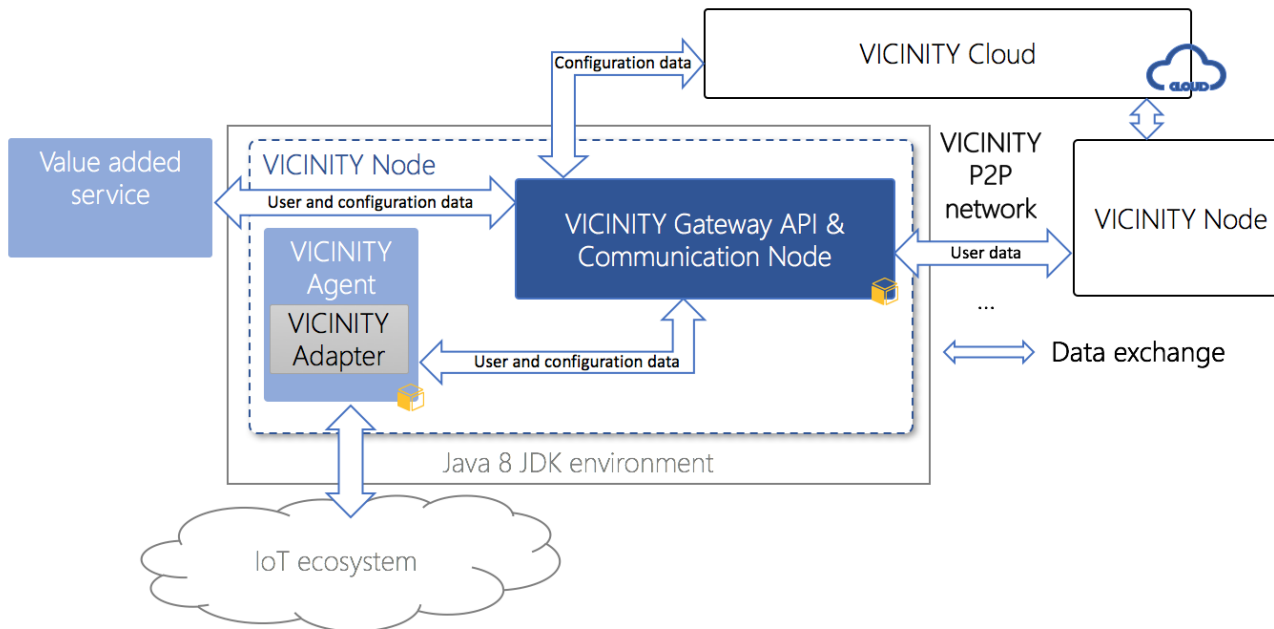 VICINITY Cloud
CLOUD
Configuration data
Value added
service
VICINITY Node
User and configuration data
VICINITY Gateway API &
Communication Node
VICINITY
P2P
network
VICINITY Node
User data
...
VICINITY
Agent
VICINITY
Adapter
User and configuration data
Data exchange
Java 8 JDK environment
IoT ecosystem